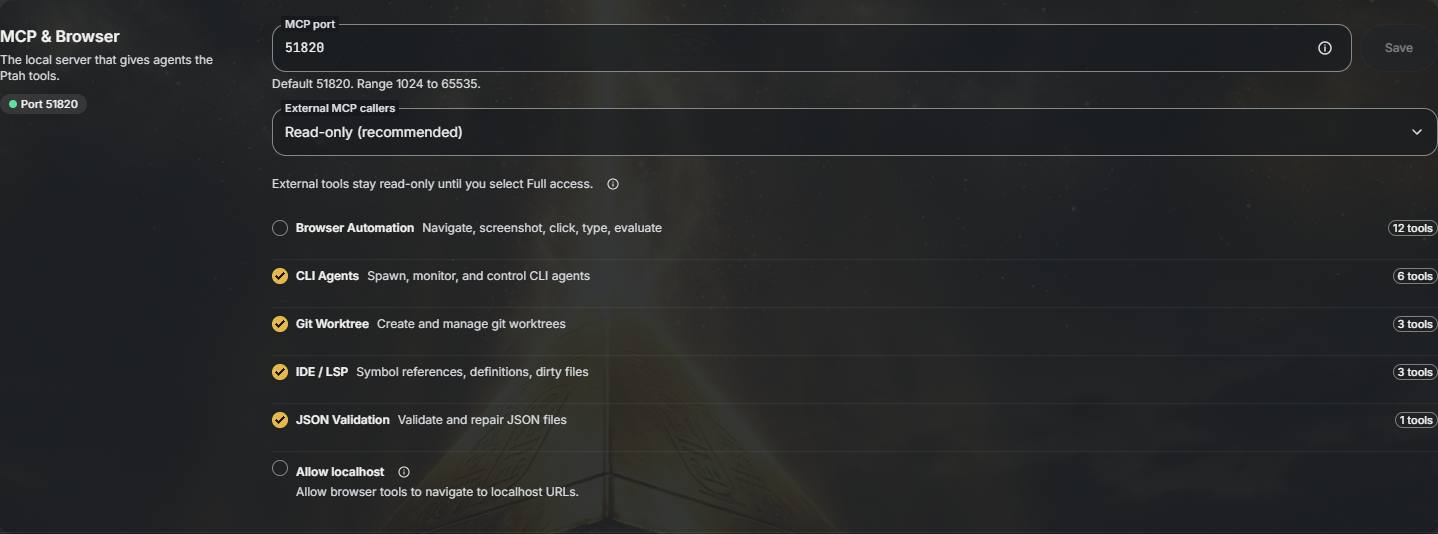 MCP & Browser
The local server that gives agents the
Ptah tools.
Port 51820
MCP port
51820
Save
Default 51820. Range 1024 to 65535.
External MCP callers
Read-only (recommended)
External tools stay read-only until you select Full access.
Browser Automation Navigate, screenshot, click, type, evaluate 12 tools
CLI Agents Spawn, monitor, and control CLI agents 6 tools
Git Worktree Create and manage git worktrees 3 tools
IDE / LSP Symbol references, definitions, dirty files 3 tools
JSON Validation Validate and repair JSON files 1 tools
Allow localhost
Allow browser tools to navigate to localhost URLs.